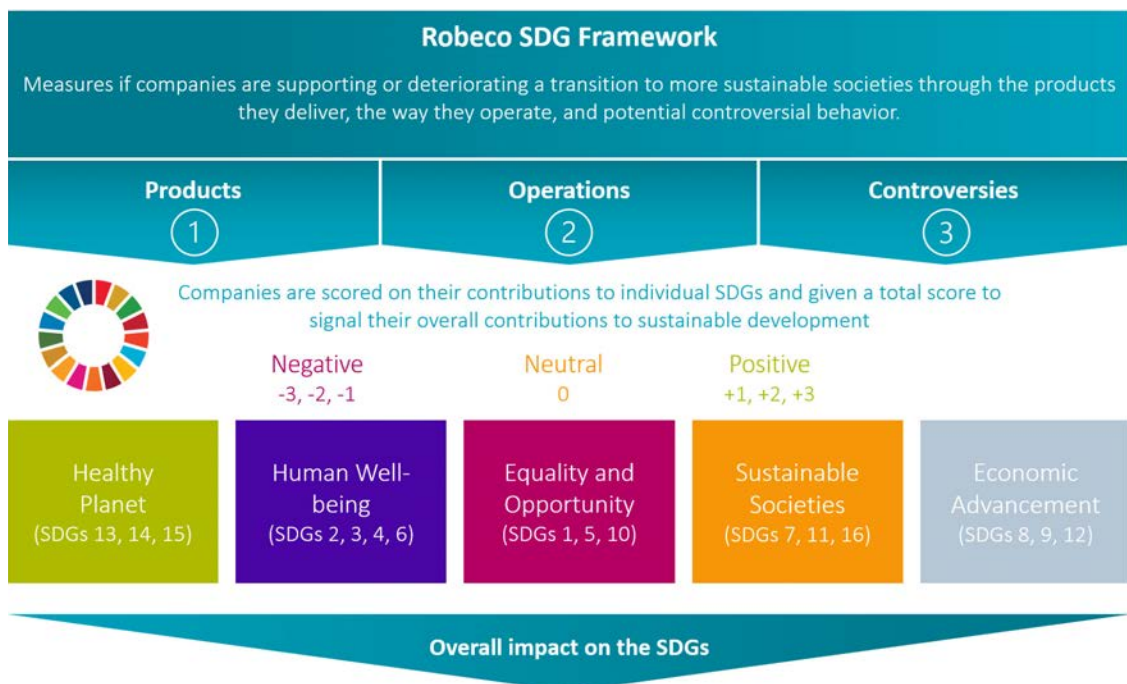 Robeco SDG Framework
Measures if companies are supporting or deteriorating a transition to more sustainable societies through the products
they deliver, the way they operate, and potential controversial behavior.
Products
1
Operations
2
Controversies
3
Companies are scored on their contributions to individual SDGs and given a total score to
signal their overall contributions to sustainable development
Negative
-3, -2, -1
Neutral
0
Positive
+1, +2, +3
Healthy
Planet
(SDGs 13, 14, 15)
Human Well-
being
(SDGs 2, 3, 4, 6)
Equality and
Opportunity
(SDGs 1, 5, 10)
Sustainable
Societies
(SDGs 7, 11, 16)
Economic
Advancement
(SDGs 8, 9, 12)
Overall impact on the SDGs